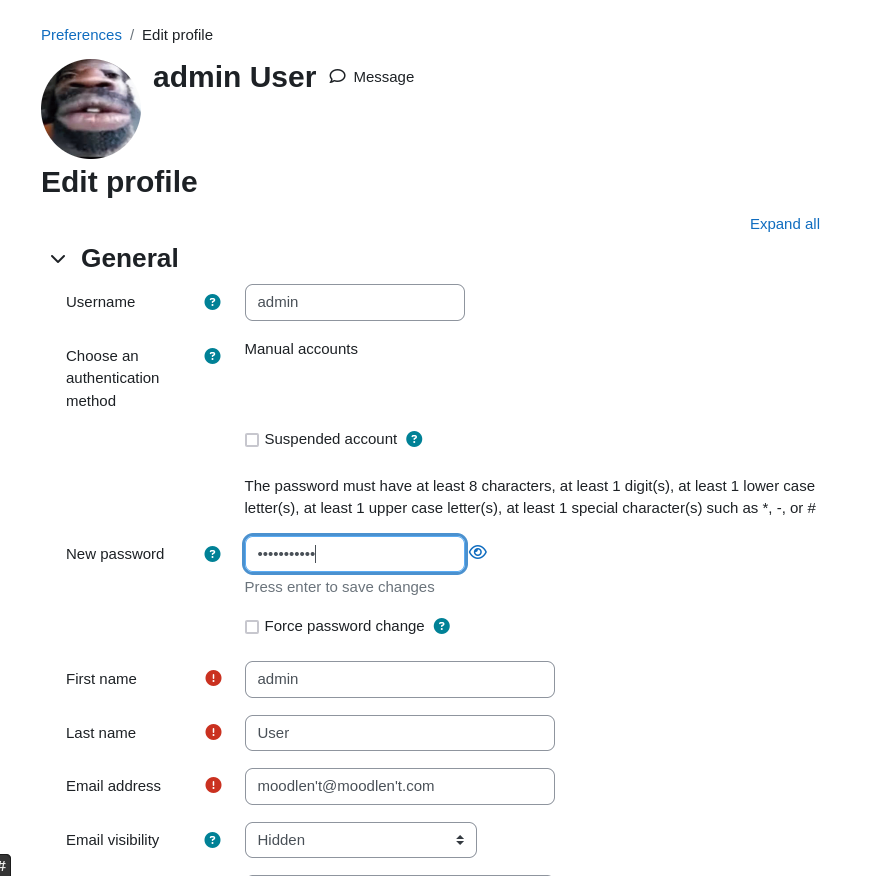 Preferences / Edit profile
admin User Message
Edit profile
Expand all
General
Username ? admin
Choose an authentication method ? Manual accounts
Suspended account ?
The password must have at least 8 characters, at least 1 digit(s), at least 1 lower case
letter(s), at least 1 upper case letter(s), at least 1 special character(s) such as *, -, or #
New password ? •••••••••••
Press enter to save changes
Force password change ?
First name ! admin
Last name ! User
Email address ! moodlen't@moodlen't.com
Email visibility ? Hidden
#